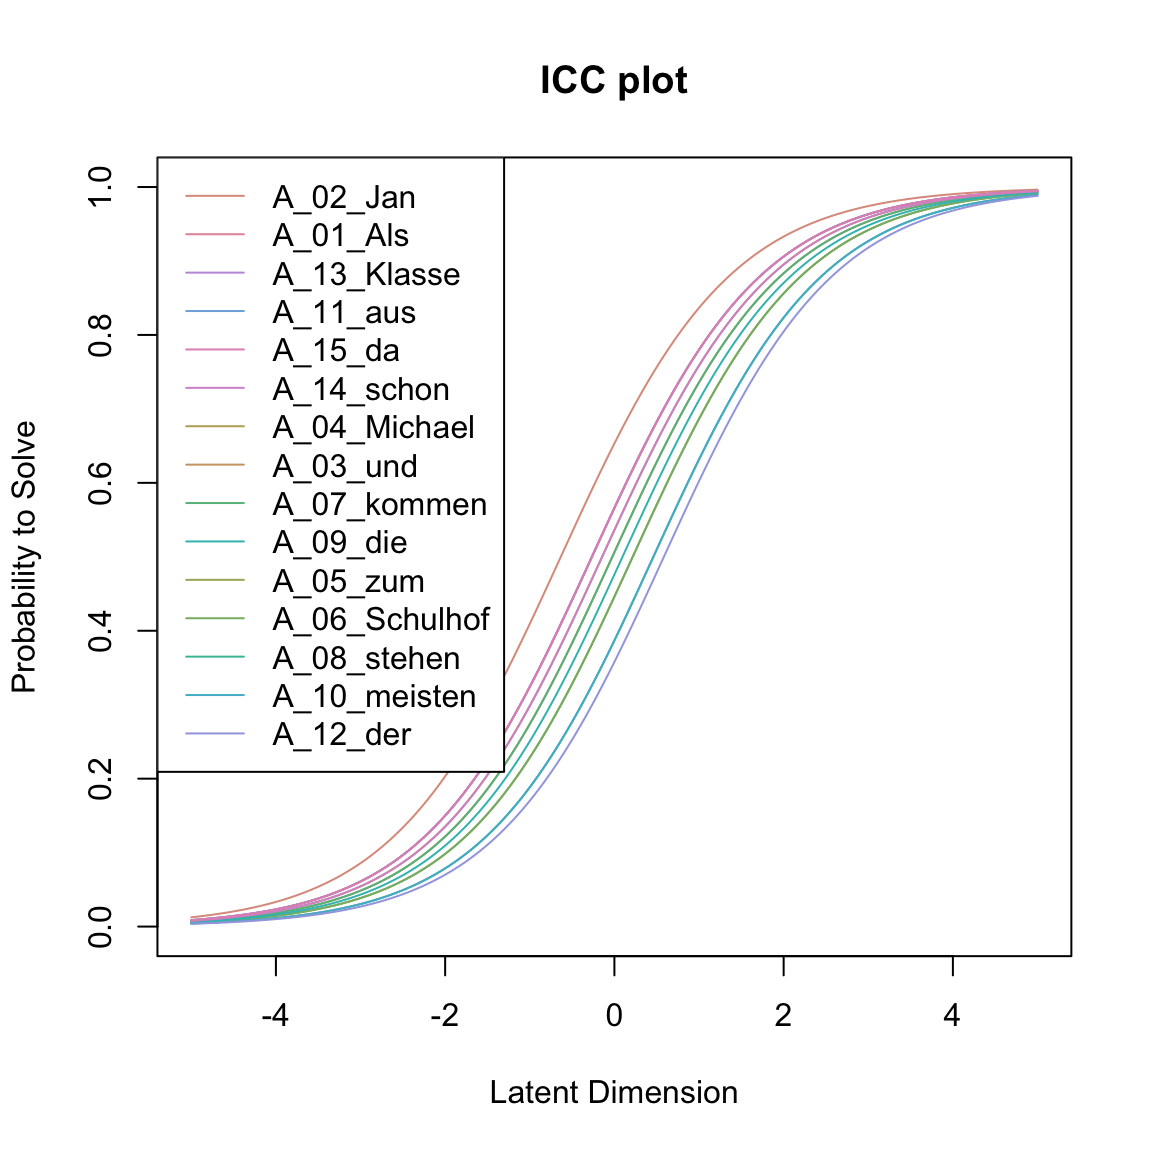 ICC plot
A_02_Jan
A_01_Als
A_13_Klasse
A_11_aus
A_15_da
A_14_schon
A_04_Michael
A_03_und
A_07_kommen
A_09_die
A_05_zum
A_06_Schulhof
A_08_stehen
A_10_meisten
A_12_der
Probability to Solve
1.0
0.8
0.6
0.4
0.2
0.0
-4 -2 0 2 4
Latent Dimension